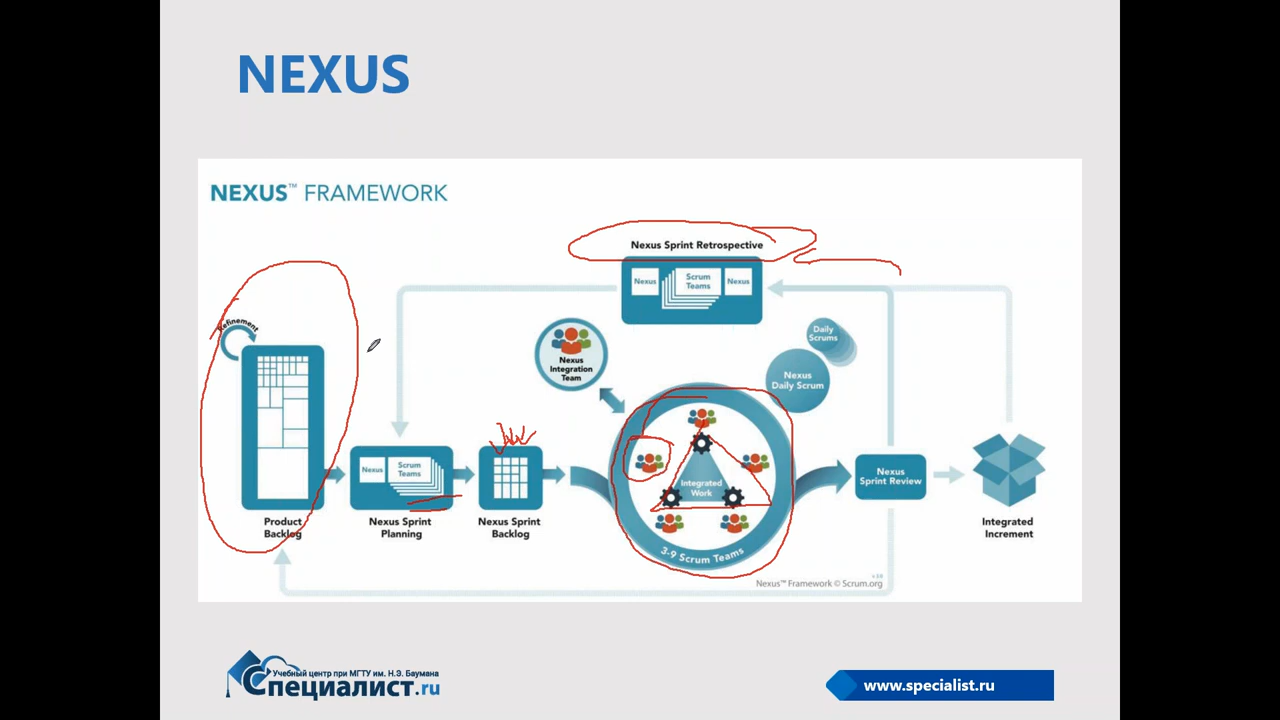 NEXUS
NEXUS™ FRAMEWORK
Nexus Sprint Retrospective
Nexus
Scrum
Teams
Nexus
Refinement
Nexus
Integration
Team
Daily
Scrums
Nexus
Daily Scrum
Nexus
Scrum
Teams
Integrated
Work
Nexus
Sprint Review
Product
Backlog
Nexus Sprint
Planning
Nexus Sprint
Backlog
3-9 Scrum Teams
Integrated
Increment
Nexus™ Framework © Scrum.org
Учебный центр при МГТУ им. Н.Э. Баумана
Специалист.ru
www.specialist.ru